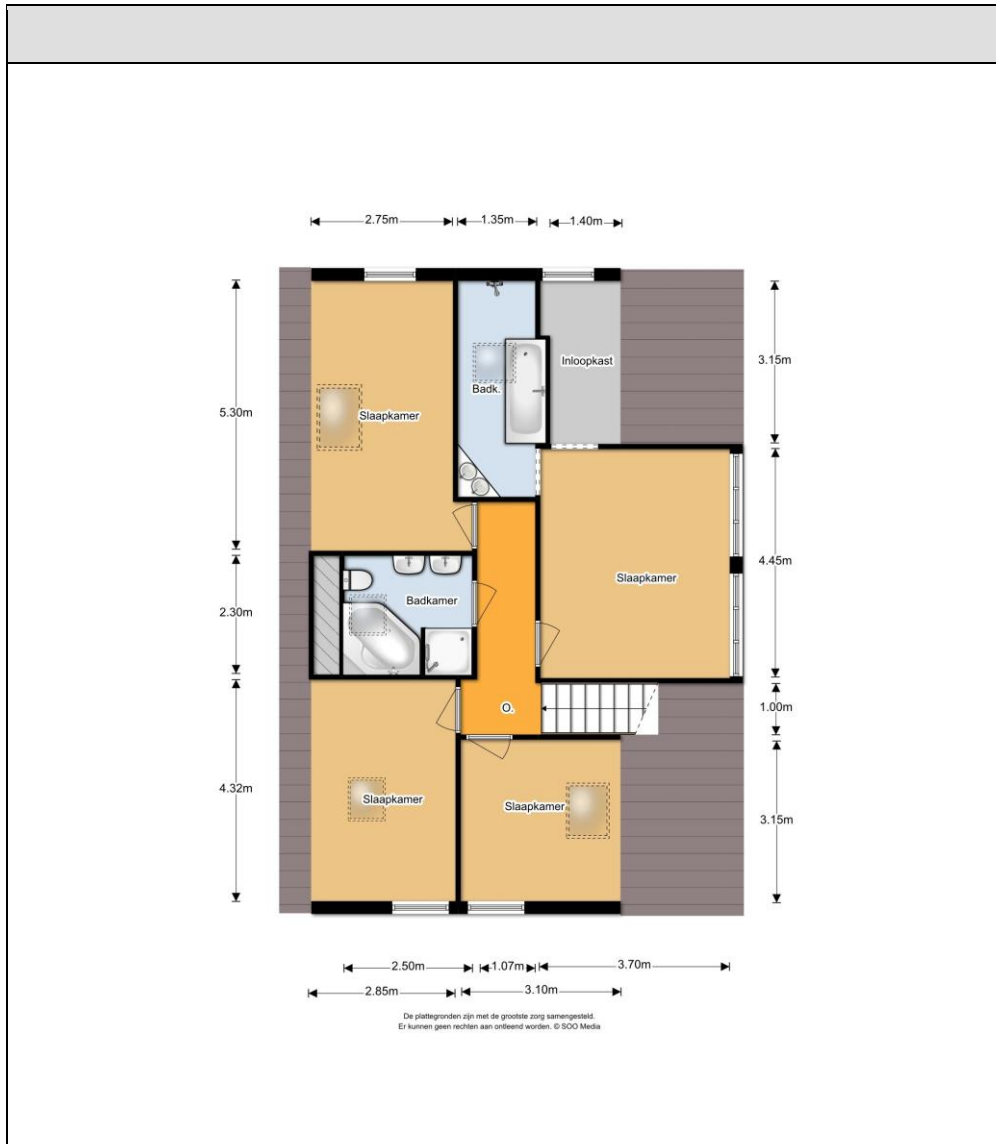 2.75m
1.35m
1.40m
5.30m
3.15m
Inloopkast
Badk.
Slaapkamer
4.45m
Slaapkamer
2.30m
Badkamer
O.
1.00m
4.32m
Slaapkamer
Slaapkamer
3.15m
2.50m
1.07m
3.70m
2.85m
3.10m
De plattegronden zijn met de grootste zorg samengesteld.
Er kunnen geen rechten aan ontleend worden. © SOO Media